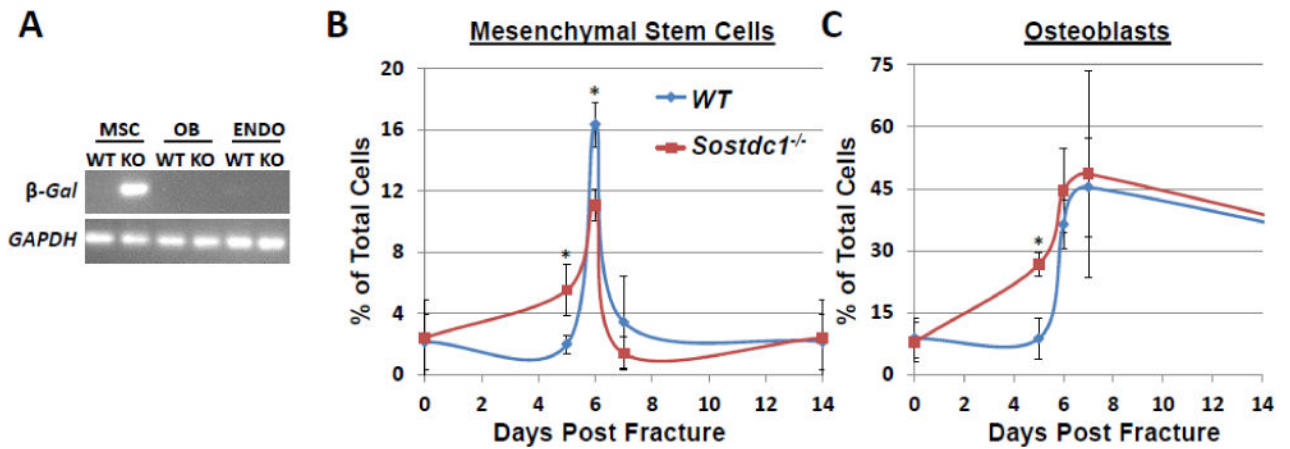 A
MSC OB ENDO
WT KO WT KO WT KO
β-Gal
GAPDH
B
Mesenchymal Stem Cells
% of Total Cells
20
16
12
8
4
0
*
*
WT
Sostdc1-/-
0 2 4 6 8 10 12 14
Days Post Fracture
C
Osteoblasts
% of Total Cells
75
60
45
30
15
0
*
0 2 4 6 8 10 12 14
Days Post Fracture